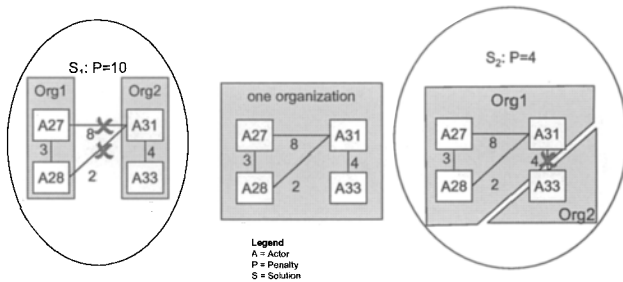 S₁: P=10
Org1
Org2
A27
A31
8
3
4
A28
2
A33
one organization
A27
A31
8
3
4
A28
2
A33
S₂: P=4
Org1
A27
A31
8
3
4
A28
2
A33
Org2
Legend
A = Actor
P = Penalty
S = Solution